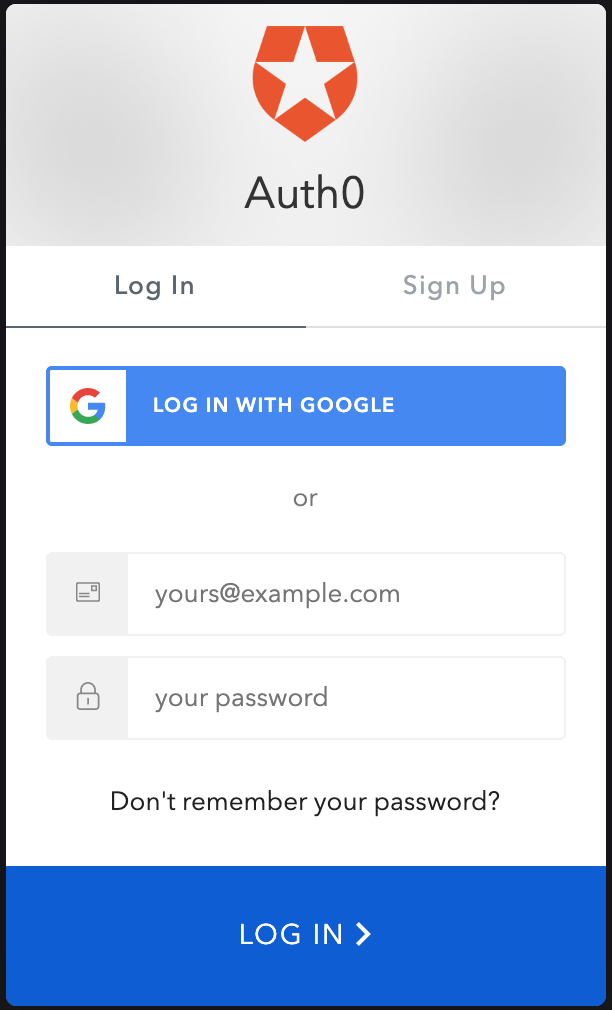 Auth0
Log In
Sign Up
LOG IN WITH GOOGLE
or
yours@example.com
your password
Don't remember your password?
LOG IN